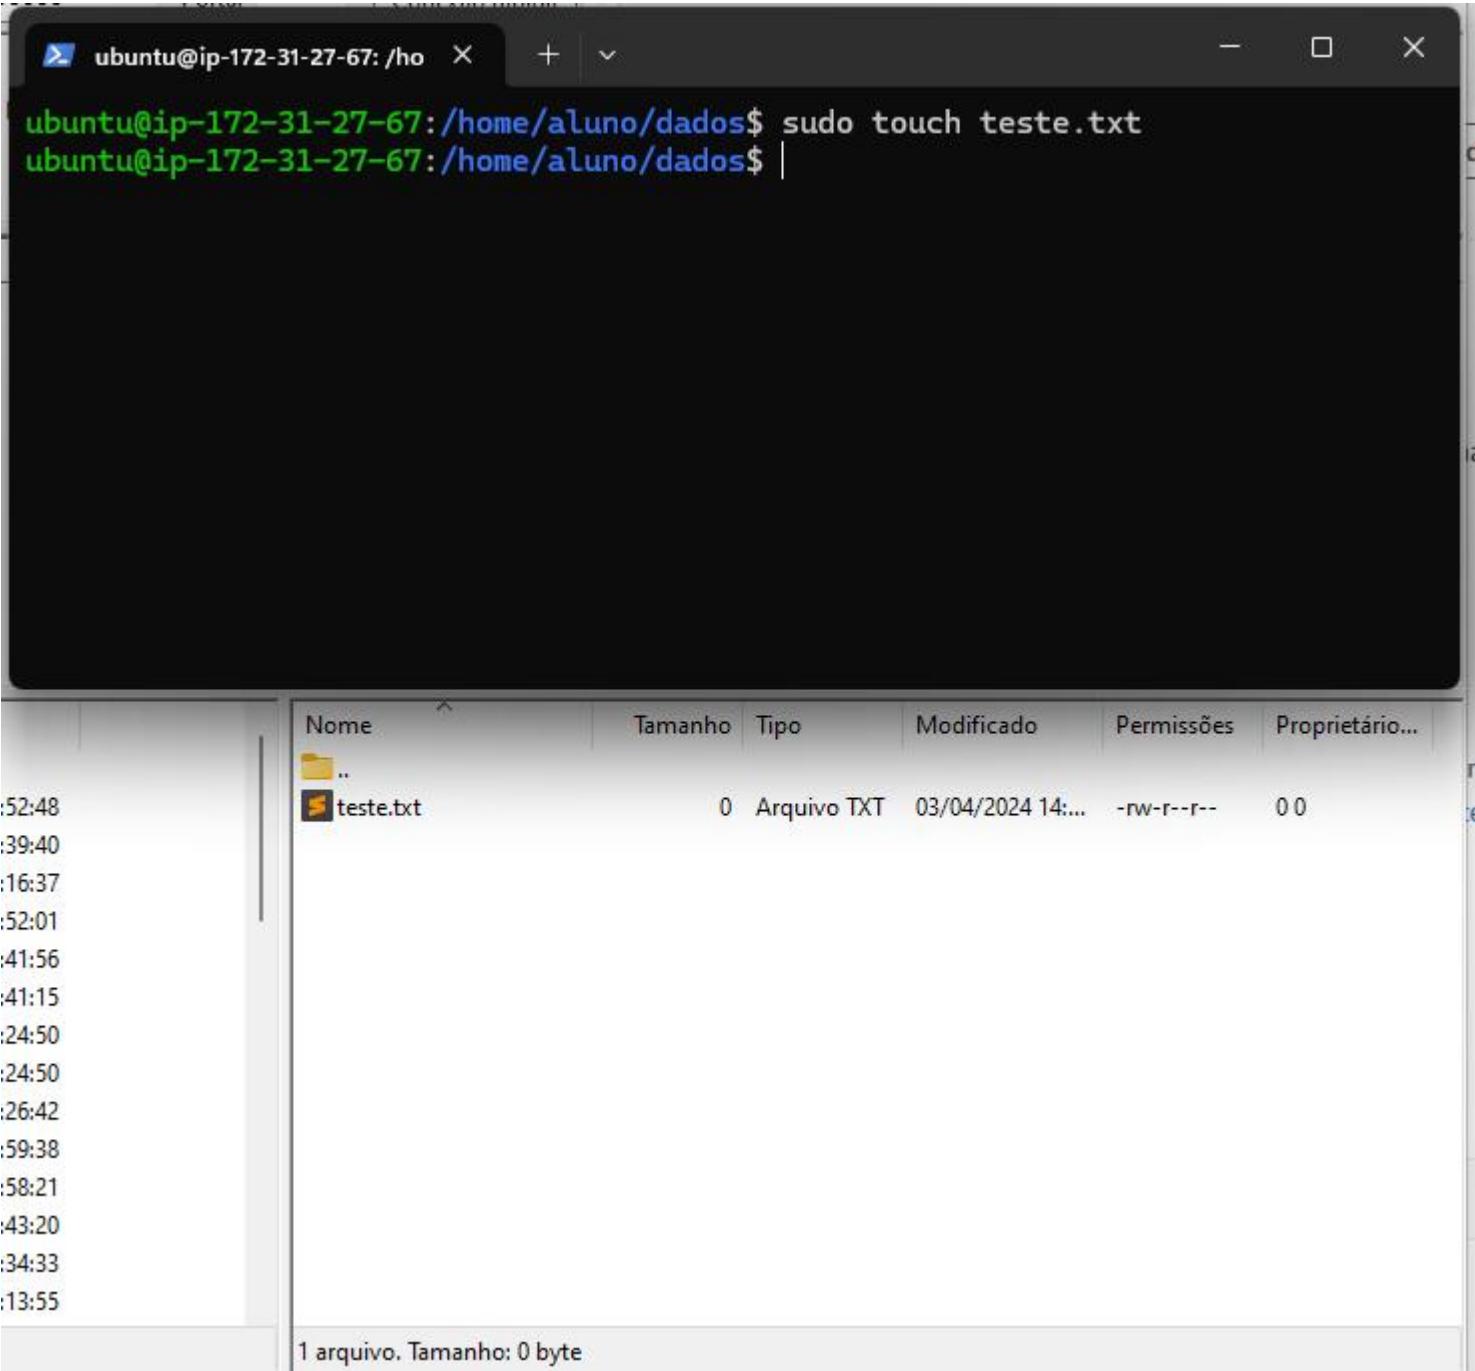 ubuntu@ip-172-31-27-67: /ho
ubuntu@ip-172-31-27-67:/home/aluno/dados$ sudo touch teste.txt
ubuntu@ip-172-31-27-67:/home/aluno/dados$
Nome Tamanho Tipo Modificado Permissões Proprietário...
..
teste.txt 0 Arquivo TXT 03/04/2024 14:... -rw-r--r-- 0 0
:52:48
:39:40
:16:37
:52:01
:41:56
:41:15
:24:50
:24:50
:26:42
:59:38
:58:21
:43:20
:34:33
:13:55
1 arquivo. Tamanho: 0 byte